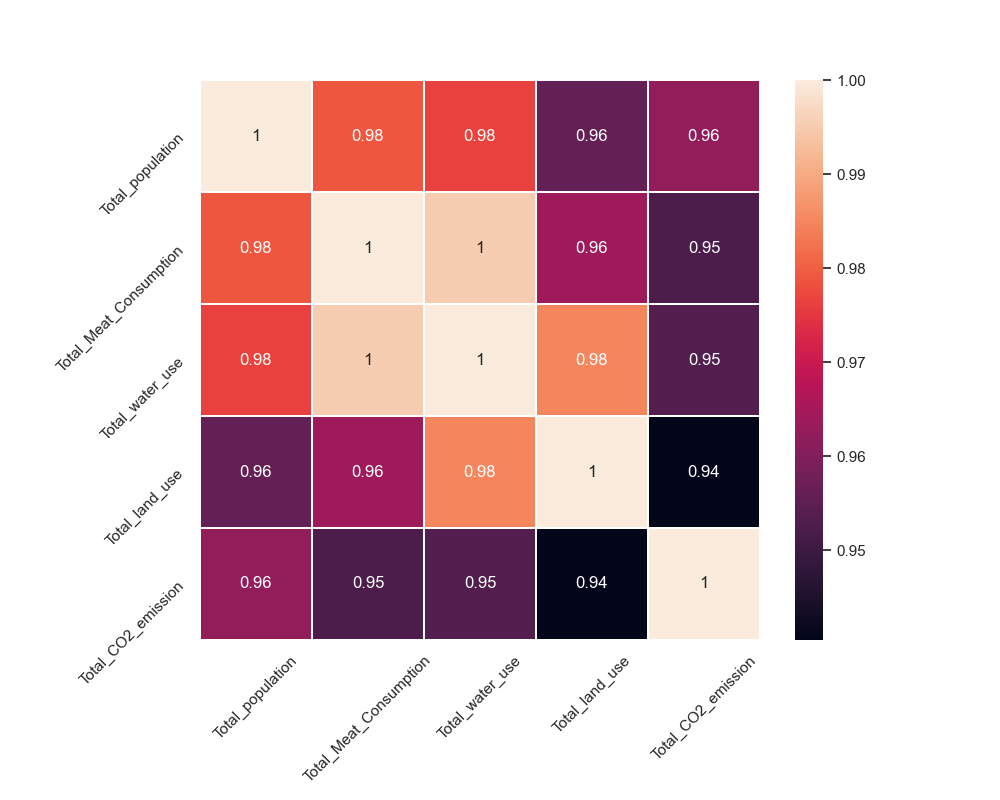 Total_population 1 0.98 0.98 0.96 0.96
Total_Meat_Consumption 0.98 1 1 0.96 0.95
Total_water_use 0.98 1 1 0.98 0.95
Total_land_use 0.96 0.96 0.98 1 0.94
Total_CO2_emission 0.96 0.95 0.95 0.94 1
Total_population
Total_Meat_Consumption
Total_water_use
Total_land_use
Total_CO2_emission
1.00
0.99
0.98
0.97
0.96
0.95